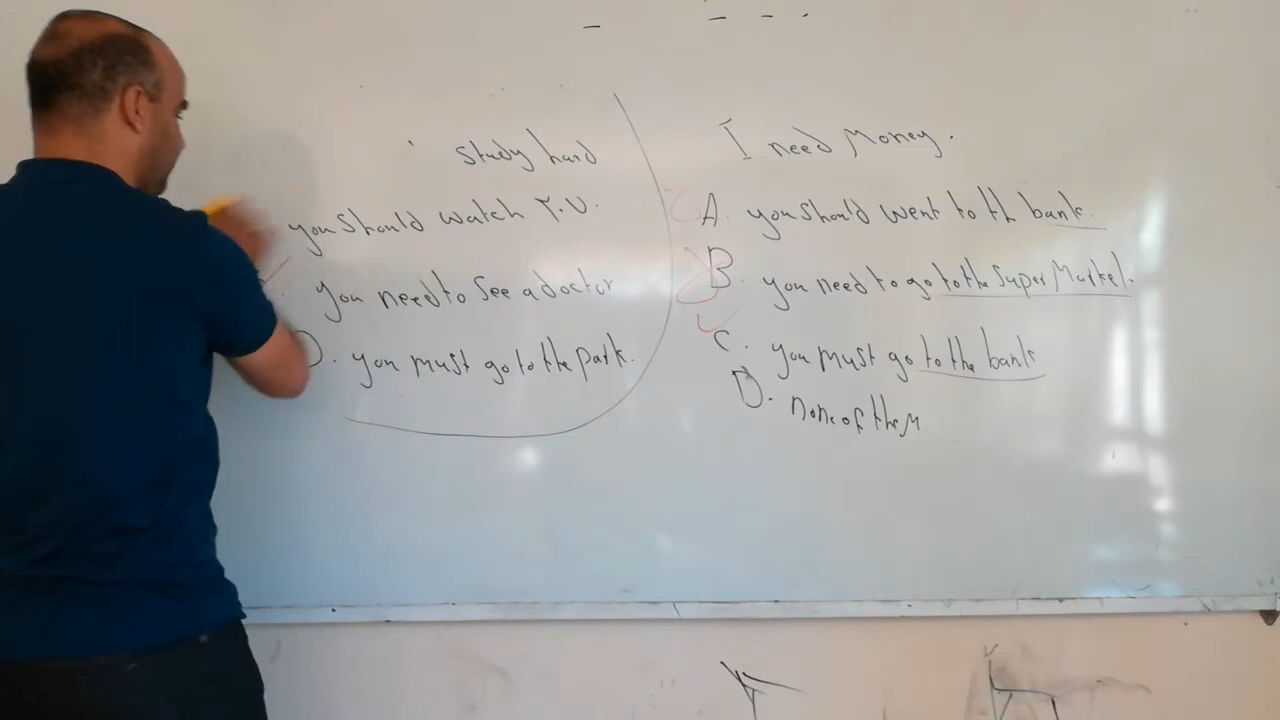 study hard
you should watch T.V.
you need to see a doctor
D. you must go to the park.
I need Money.
A. you should went to th bank.
B. you need to go to the Super Market.
C. you must go to the bank
D. none of them